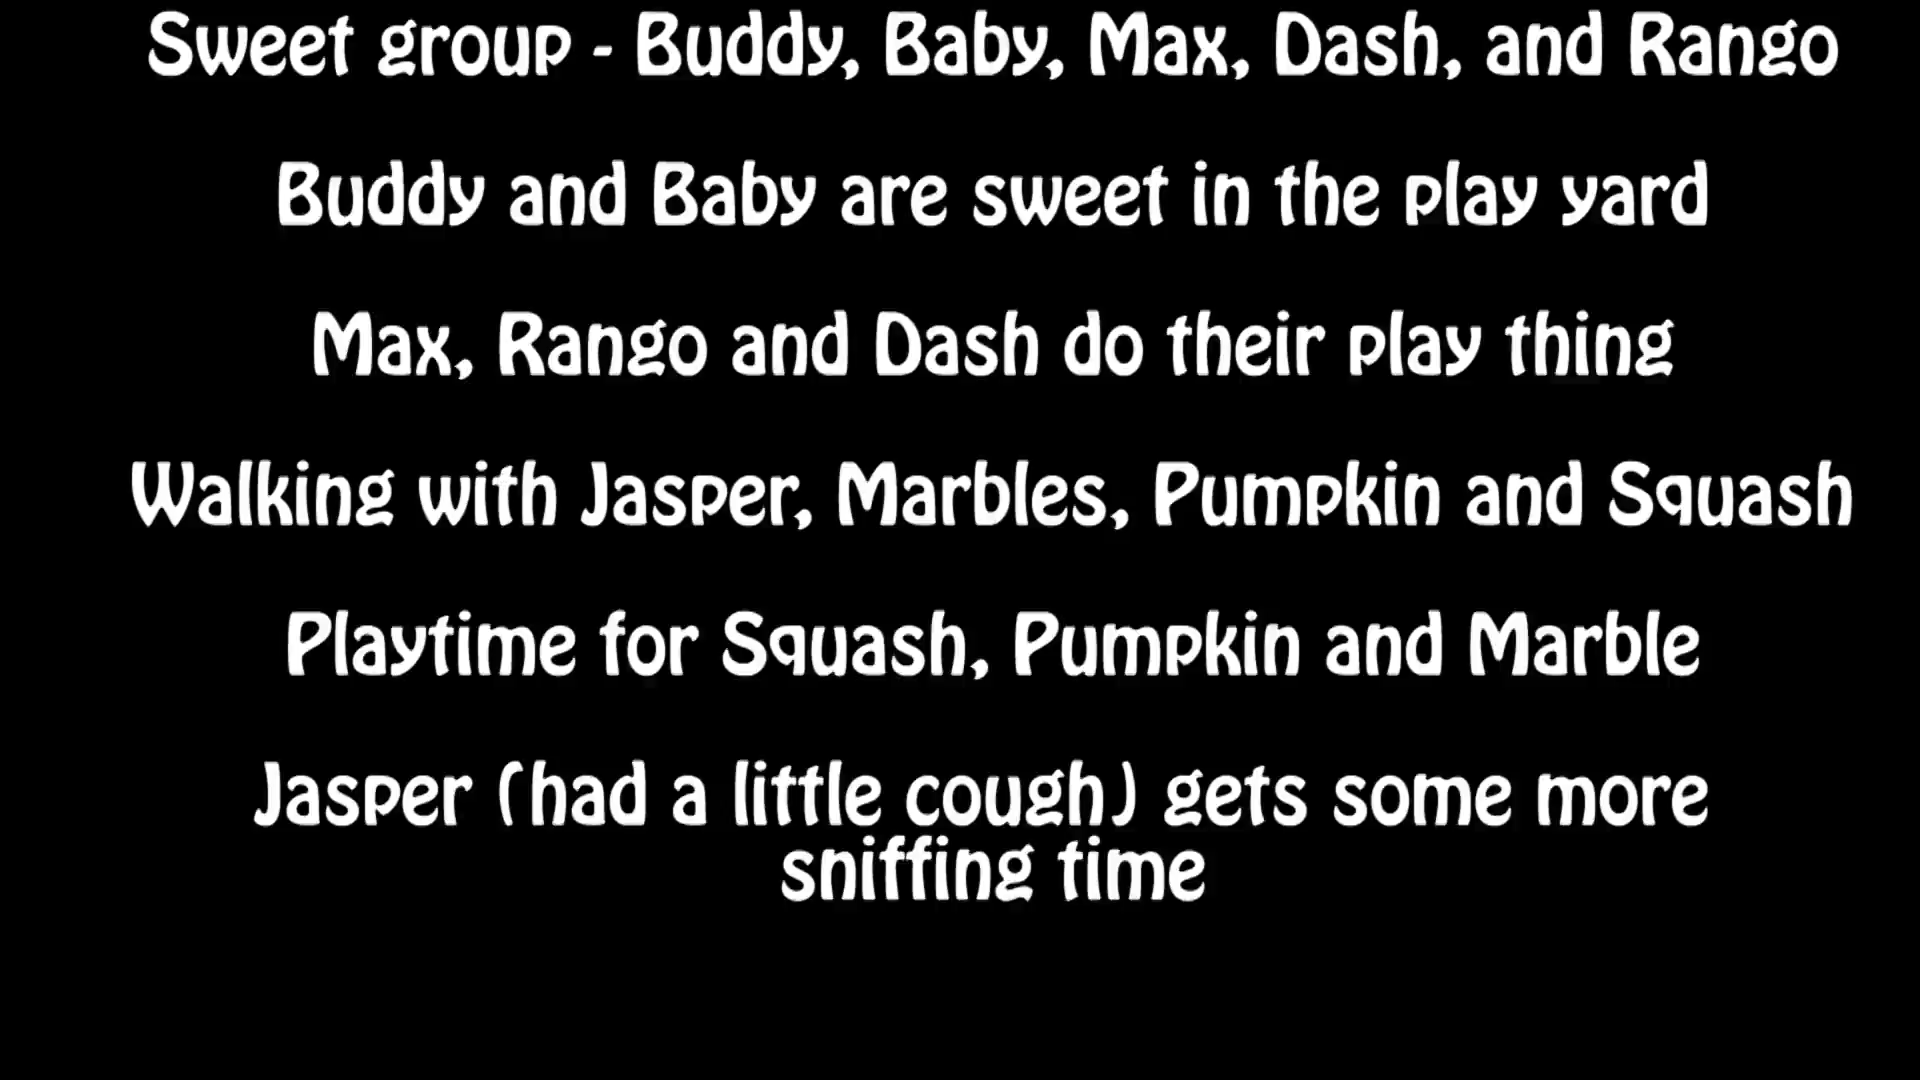 Sweet group - Buddy, Baby, Max, Dash, and Rango
Buddy and Baby are sweet in the play yard
Max, Rango and Dash do their play thing
Walking with Jasper, Marbles, Pumpkin and Squash
Playtime for Squash, Pumpkin and Marble
Jasper (had a little cough) gets some more
sniffing time